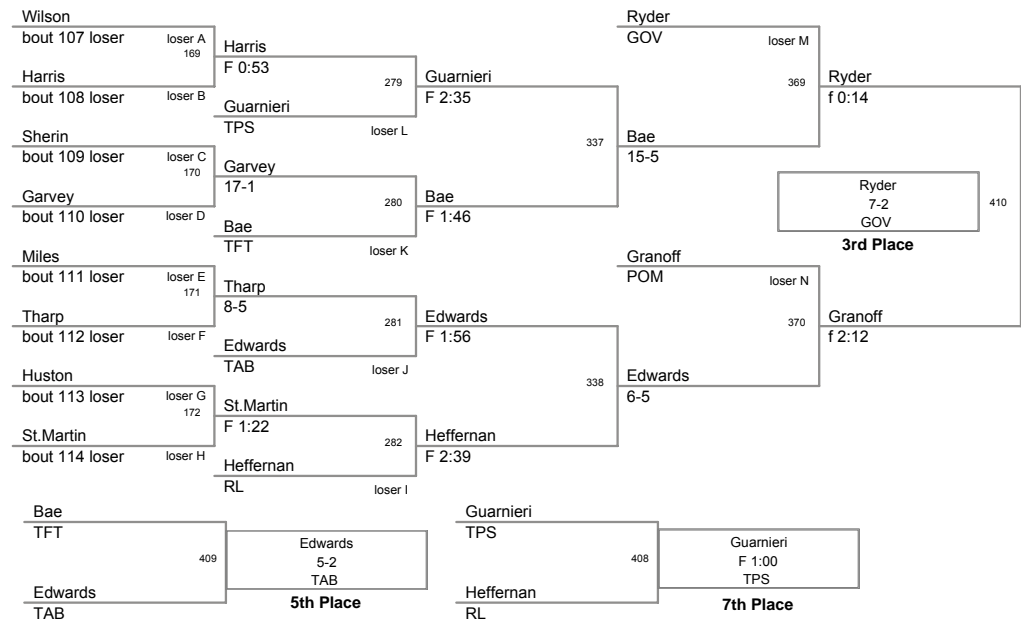 Wilson
bout 107 loser
loser A
169
Harris
bout 108 loser
loser B
Harris
F 0:53
279
Guarnieri
TPS
loser L
Guarnieri
F 2:35
Sherin
bout 109 loser
loser C
170
Garvey
bout 110 loser
loser D
Garvey
17-1
280
Bae
TFT
loser K
Bae
F 1:46
337
Bae
15-5
Ryder
GOV
loser M
369
Ryder
f 0:14
Miles
bout 111 loser
loser E
171
Tharp
bout 112 loser
loser F
Tharp
8-5
281
Edwards
TAB
loser J
Edwards
F 1:56
Huston
bout 113 loser
loser G
172
St.Martin
bout 114 loser
loser H
St.Martin
F 1:22
282
Heffernan
RL
loser I
Heffernan
F 2:39
338
Edwards
6-5
Granoff
POM
loser N
370
Granoff
f 2:12
Ryder
7-2
GOV
410
3rd Place
Bae
TFT
409
Edwards
TAB
Edwards
5-2
TAB
5th Place
Guarnieri
TPS
408
Heffernan
RL
Guarnieri
F 1:00
TPS
7th Place